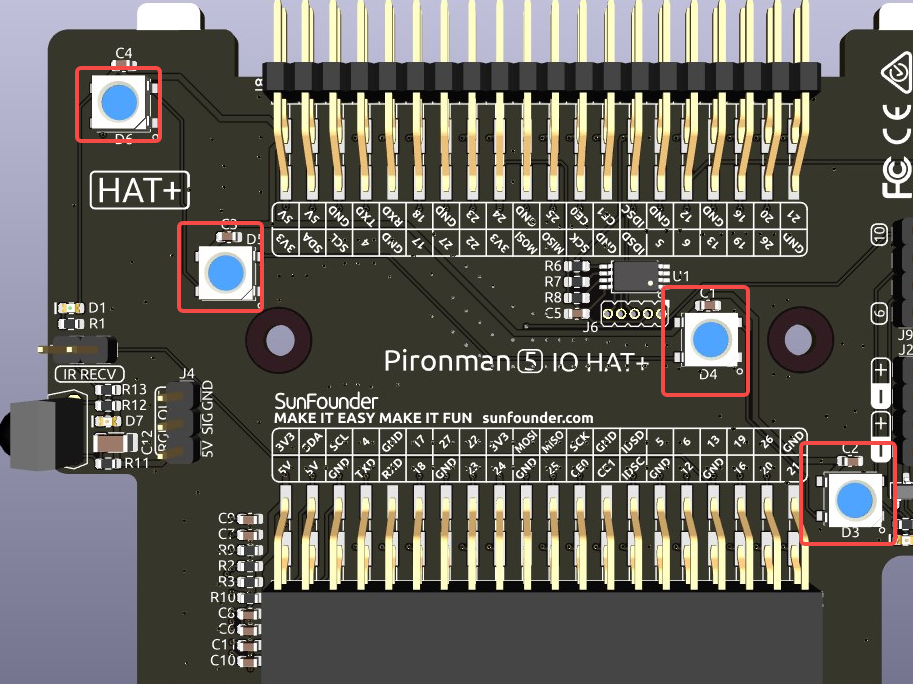 C4
D6
J8
HAT+
C3
D5
5V 5V GND TXD RXD 18 GND 23 24 GND 25 CE0 CE1 IDSC GND 12 GND 16 20 21
3V3 SDA SCL 4 GND 17 27 22 3V3 MOSI MISO SCK GND IDSD 5 6 13 19 26 GND
FC CE
10
6
R6
R7
R8
C5
U1
J6
C1
D4
D1
R1
IR RECV
Pironman 5 IO HAT+
J9
J2
+
-
+
-
J4
R13
R12
D7
C12
R11
5V SIG GND
SunFounder
MAKE IT EASY MAKE IT FUN sunfounder.com
3V3 SDA SCL 4 GND 17 27 22 3V3 MOSI MISO SCK GND IDSD 5 6 13 19 26 GND
5V 5V GND TXD RXD 18 GND 23 24 GND 25 CE0 CE1 IDSC GND 12 GND 16 20 21
C2
D3
C9
C7
R9
R2
R3
R10
C8
C6
C11
C10